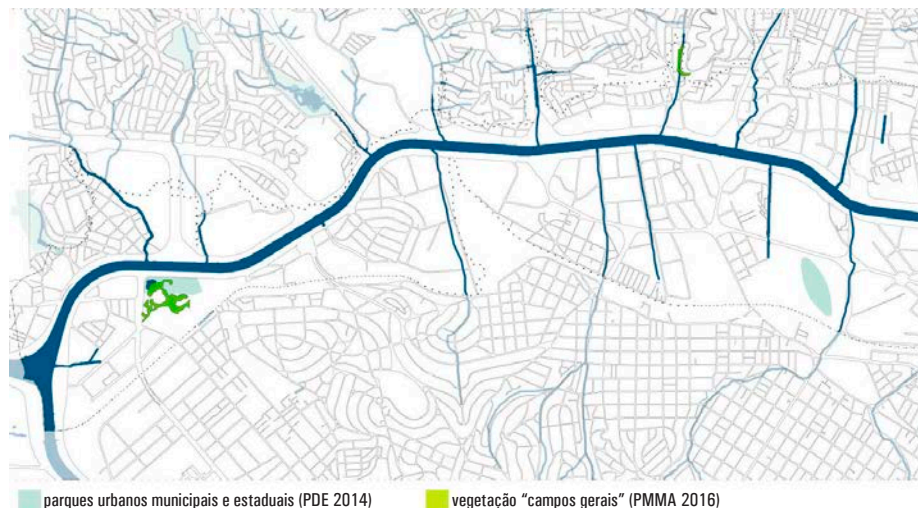 parques urbanos municipais e estaduais (PDE 2014)
vegetação “campos gerais” (PMMA 2016)